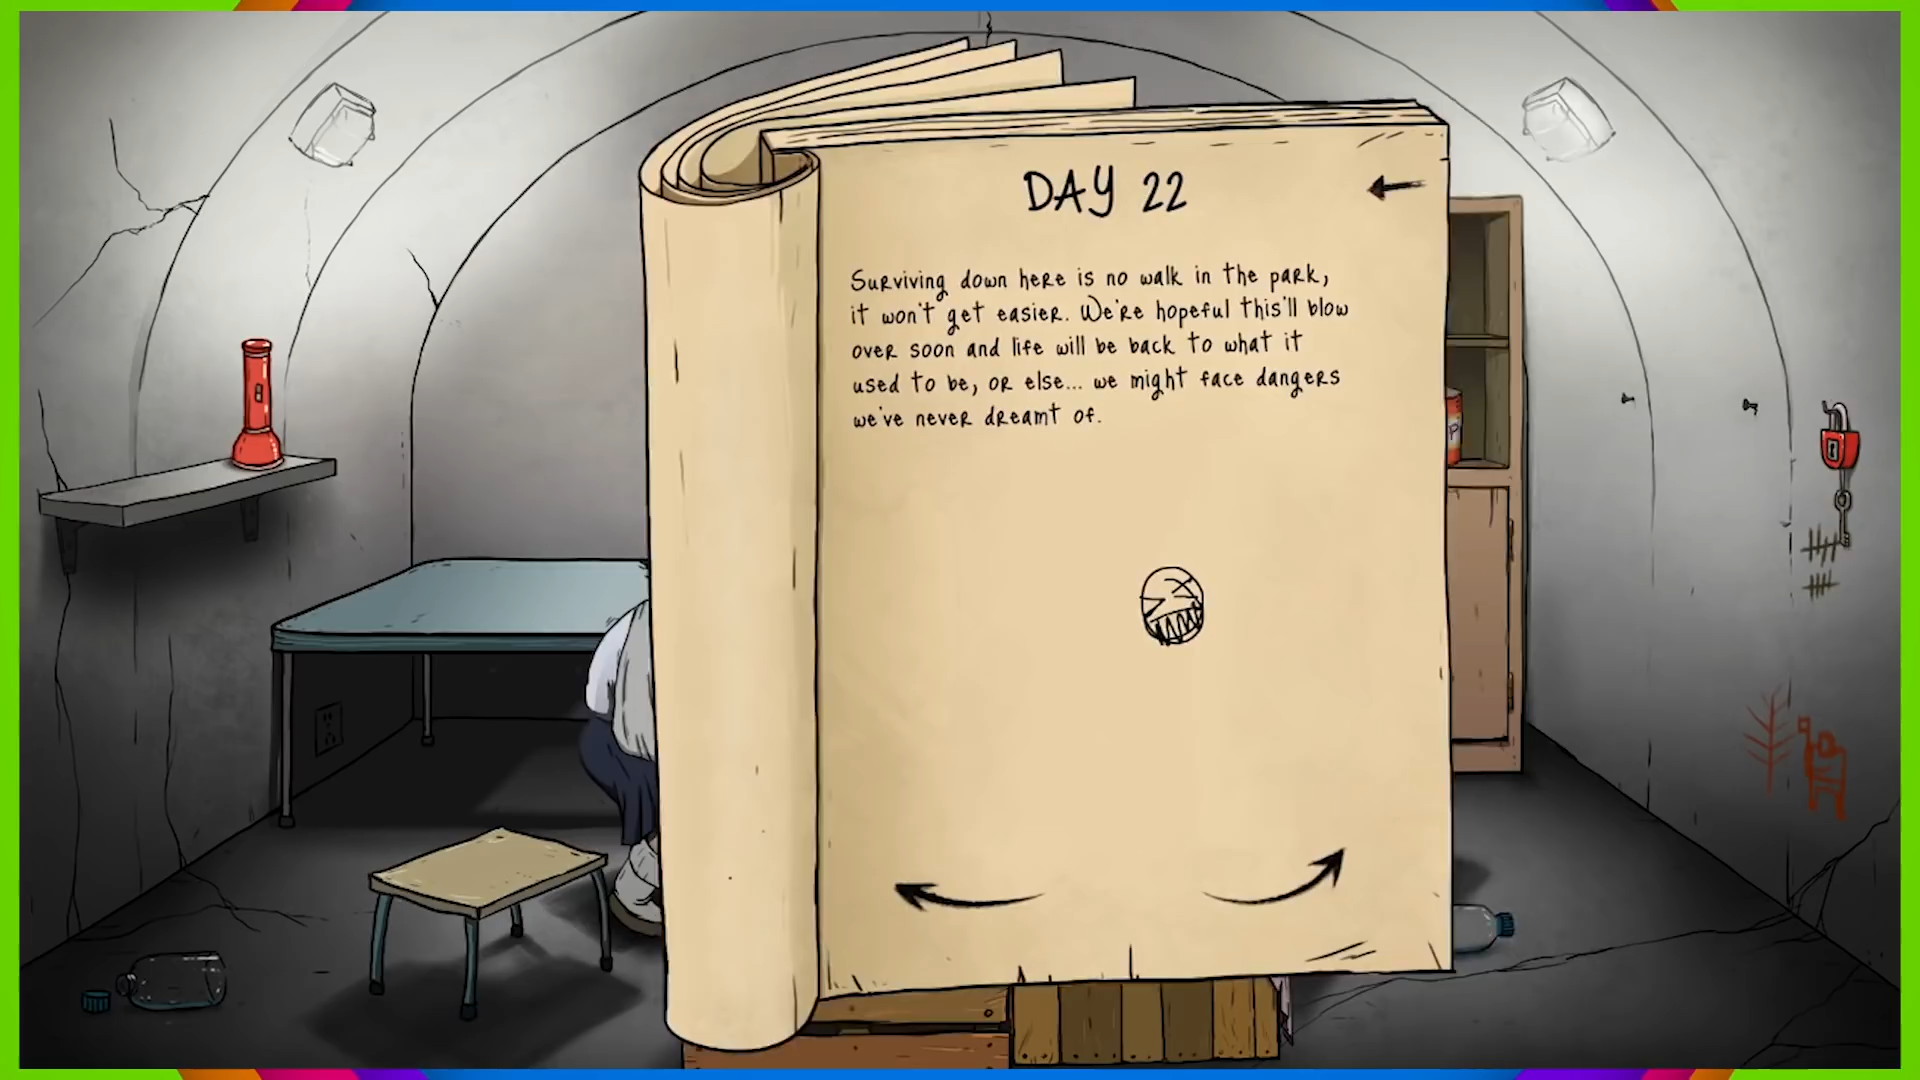 DAY 22
Surviving down here is no walk in the park,
it won't get easier. We're hopeful this'll blow
over soon and life will be back to what it
used to be, or else... we might face dangers
we've never dreamt of.
P